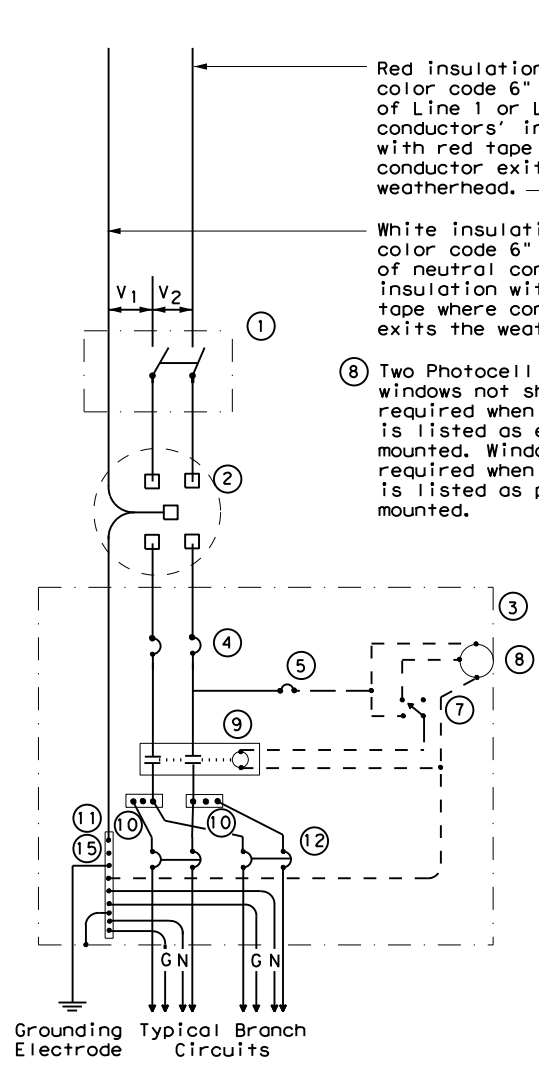 Red insulation
color code 6"
of Line 1 or L
conductors' in
with red tape
conductor exit
weatherhead.
White insulati
color code 6"
of neutral con
insulation wit
tape where con
exits the weat
V1 V2
1
8 Two Photocell
windows not sh
required when
is listed as e
mounted. Windo
required when
is listed as p
mounted.
2
3
4
5
8
7
9
11
10
10
12
15
G N
G N
Grounding
Electrode
Typical Branch
Circuits